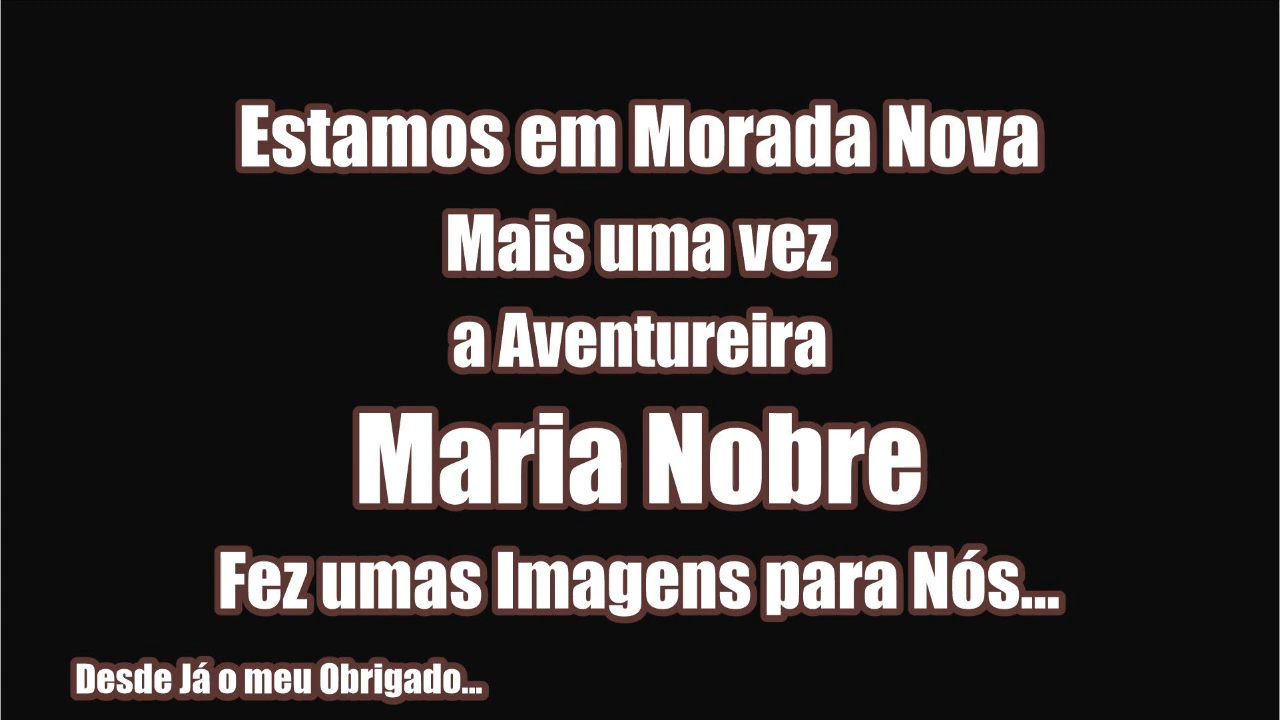 Estamos em Morada Nova
Mais uma vez
a Aventureira
Maria Nobre
Fez umas Imagens para Nós...
Desde Já o meu Obrigado...